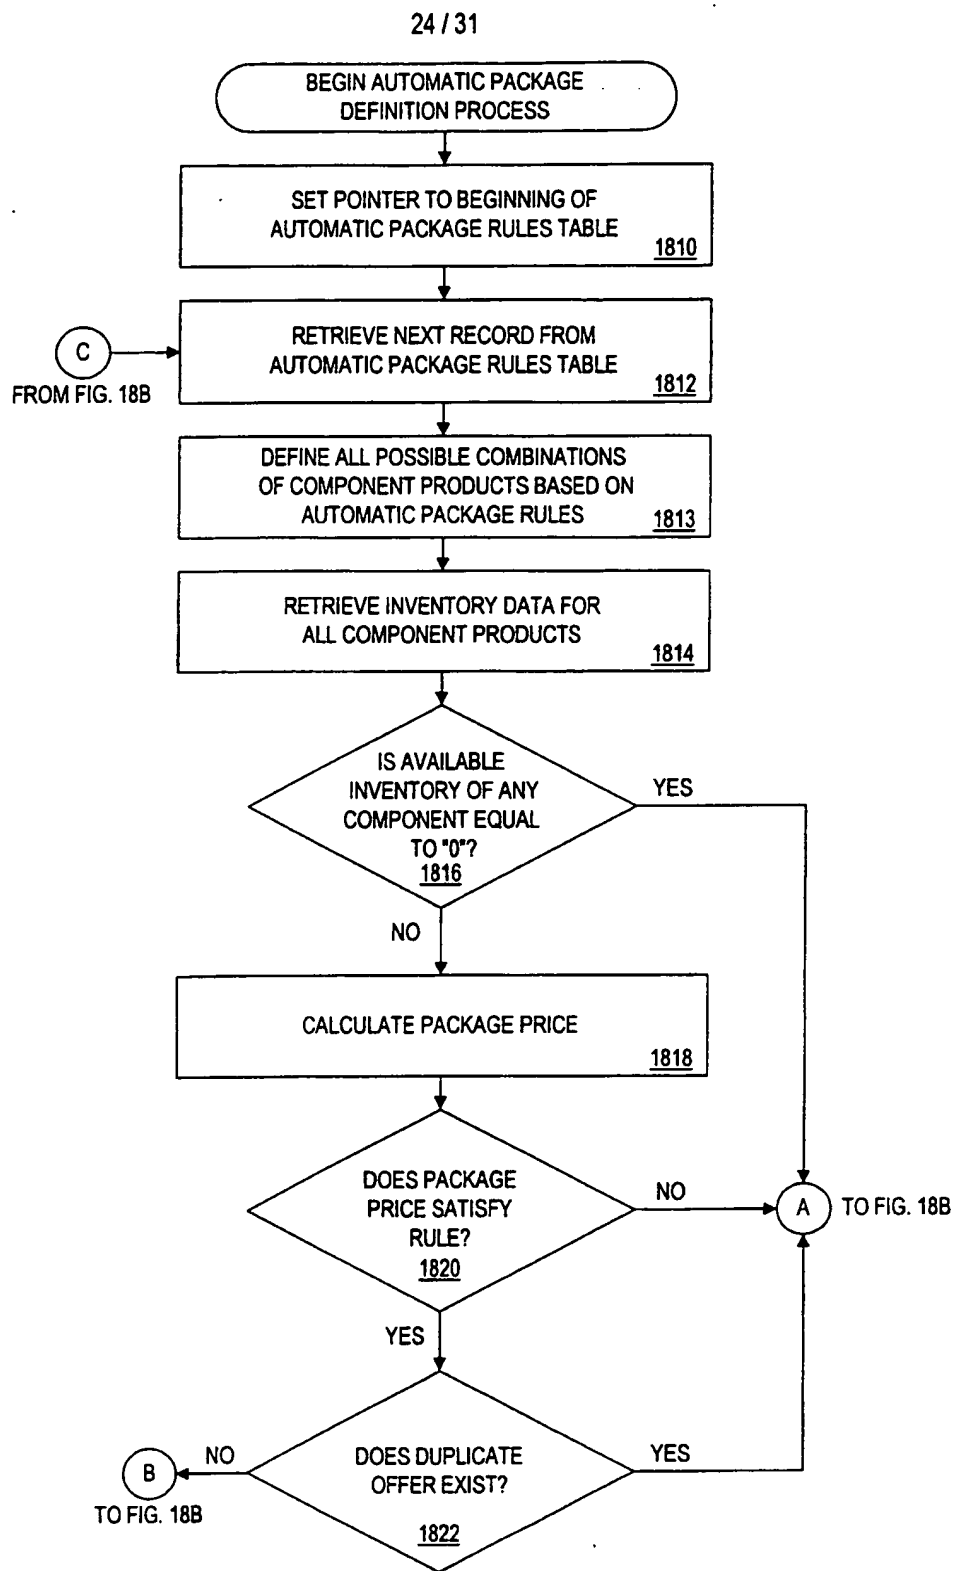 24 / 31
BEGIN AUTOMATIC PACKAGE
DEFINITION PROCESS
SET POINTER TO BEGINNING OF
AUTOMATIC PACKAGE RULES TABLE
1810
C
FROM FIG. 18B
RETRIEVE NEXT RECORD FROM
AUTOMATIC PACKAGE RULES TABLE
1812
DEFINE ALL POSSIBLE COMBINATIONS
OF COMPONENT PRODUCTS BASED ON
AUTOMATIC PACKAGE RULES
1813
RETRIEVE INVENTORY DATA FOR
ALL COMPONENT PRODUCTS
1814
IS AVAILABLE
INVENTORY OF ANY
COMPONENT EQUAL
TO "0"?
1816
YES
NO
CALCULATE PACKAGE PRICE
1818
DOES PACKAGE
PRICE SATISFY
RULE?
1820
NO
A
TO FIG. 18B
YES
DOES DUPLICATE
OFFER EXIST?
1822
YES
NO
B
TO FIG. 18B